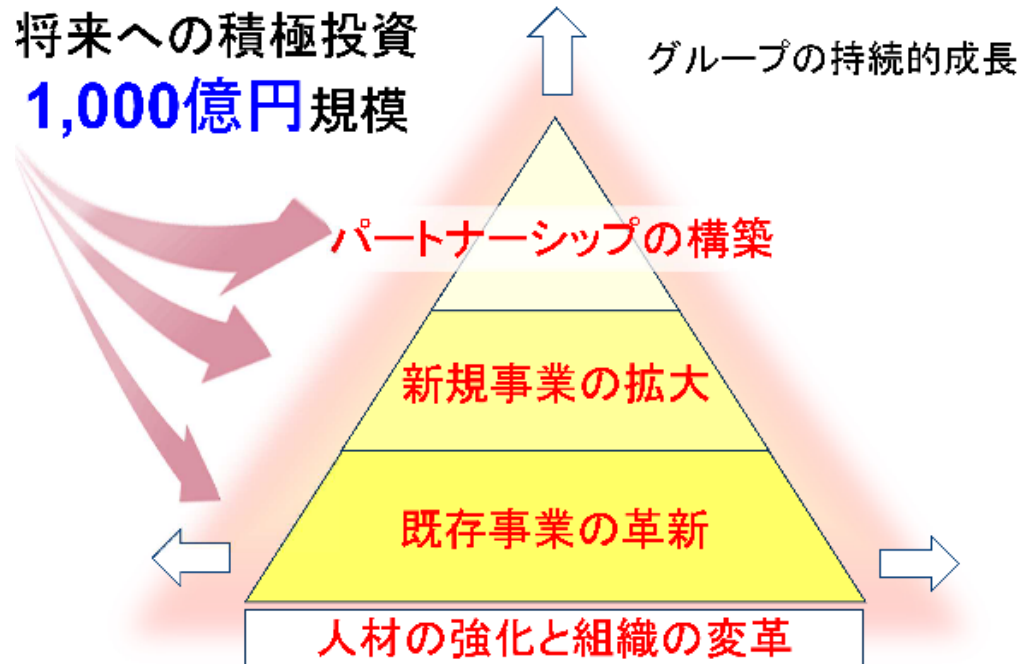 将来への積極投資
1,000億円規模
グループの持続的成長
パートナーシップの構築
新規事業の拡大
既存事業の革新
人材の強化と組織の変革